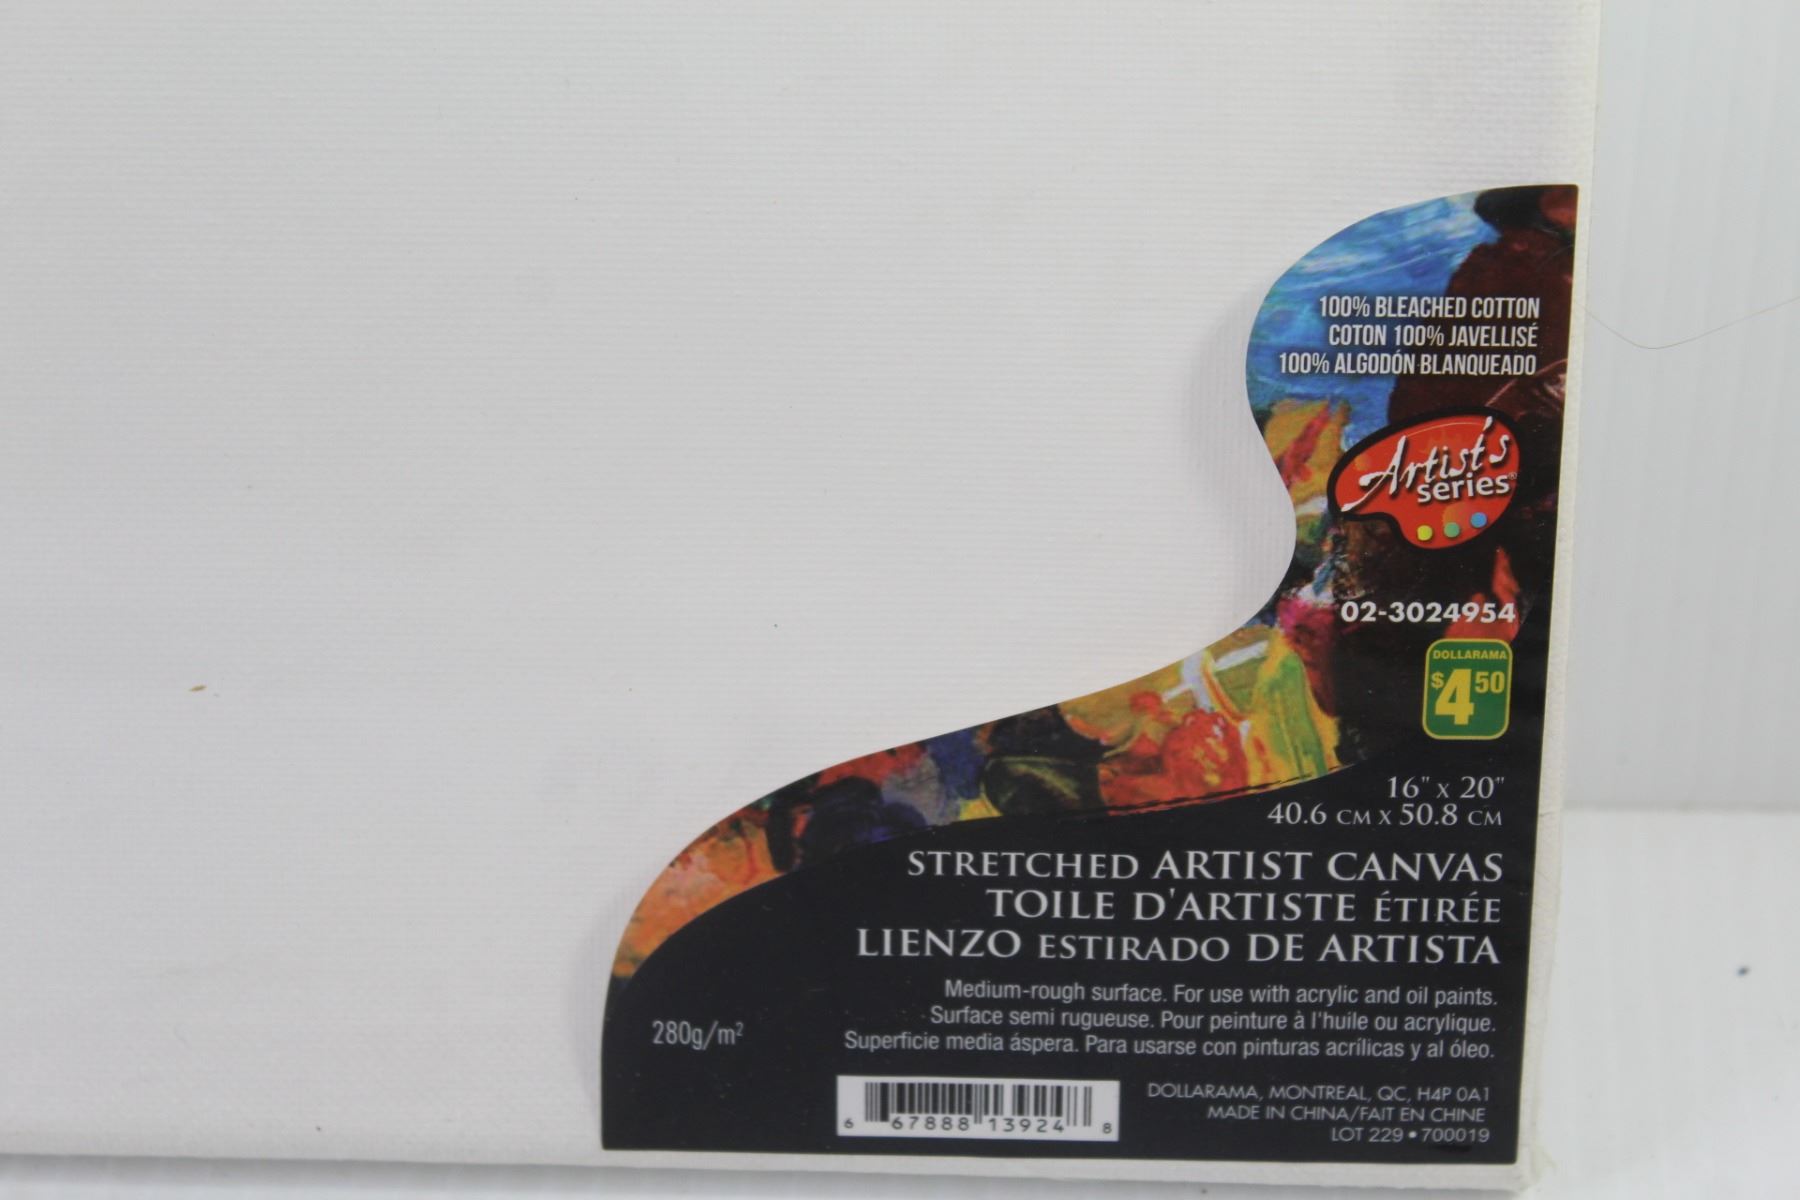 100% BLEACHED COTTON
COTON 100% JAVELLISÉ
100% ALGODÓN BLANQUEADO
Artist's
series®
02-3024954
DOLLARAMA
$4.50
16" X 20"
40.6 CM X 50.8 CM
STRETCHED ARTIST CANVAS
TOILE D'ARTISTE ÉTIRÉE
LIENZO ESTIRADO DE ARTISTA
Medium-rough surface. For use with acrylic and oil paints.
Surface semi rugueuse. Pour peinture à l'huile ou acrylique.
Superficie media áspera. Para usarse con pinturas acrílicas y al óleo.
280g/m²
6 67888 13924 8
DOLLARAMA, MONTREAL, QC, H4P 0A1
MADE IN CHINA/FAIT EN CHINE
LOT 229 • 700019